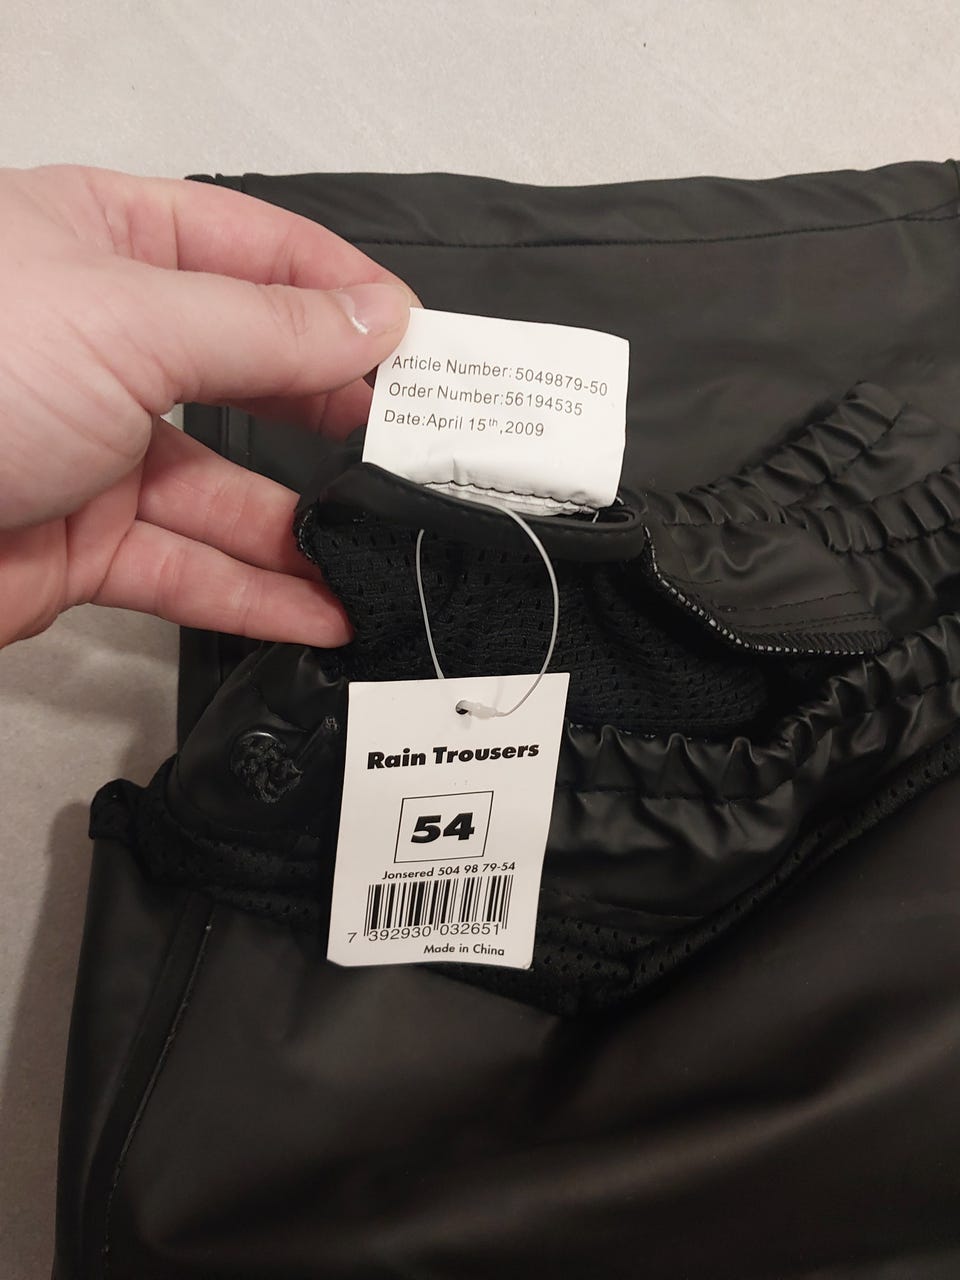 Article Number:5049879-50
Order Number:56194535
Date:April 15th,2009
Rain Trousers
54
Jonsered 504 98 79-54
7 392930 032651
Made in China